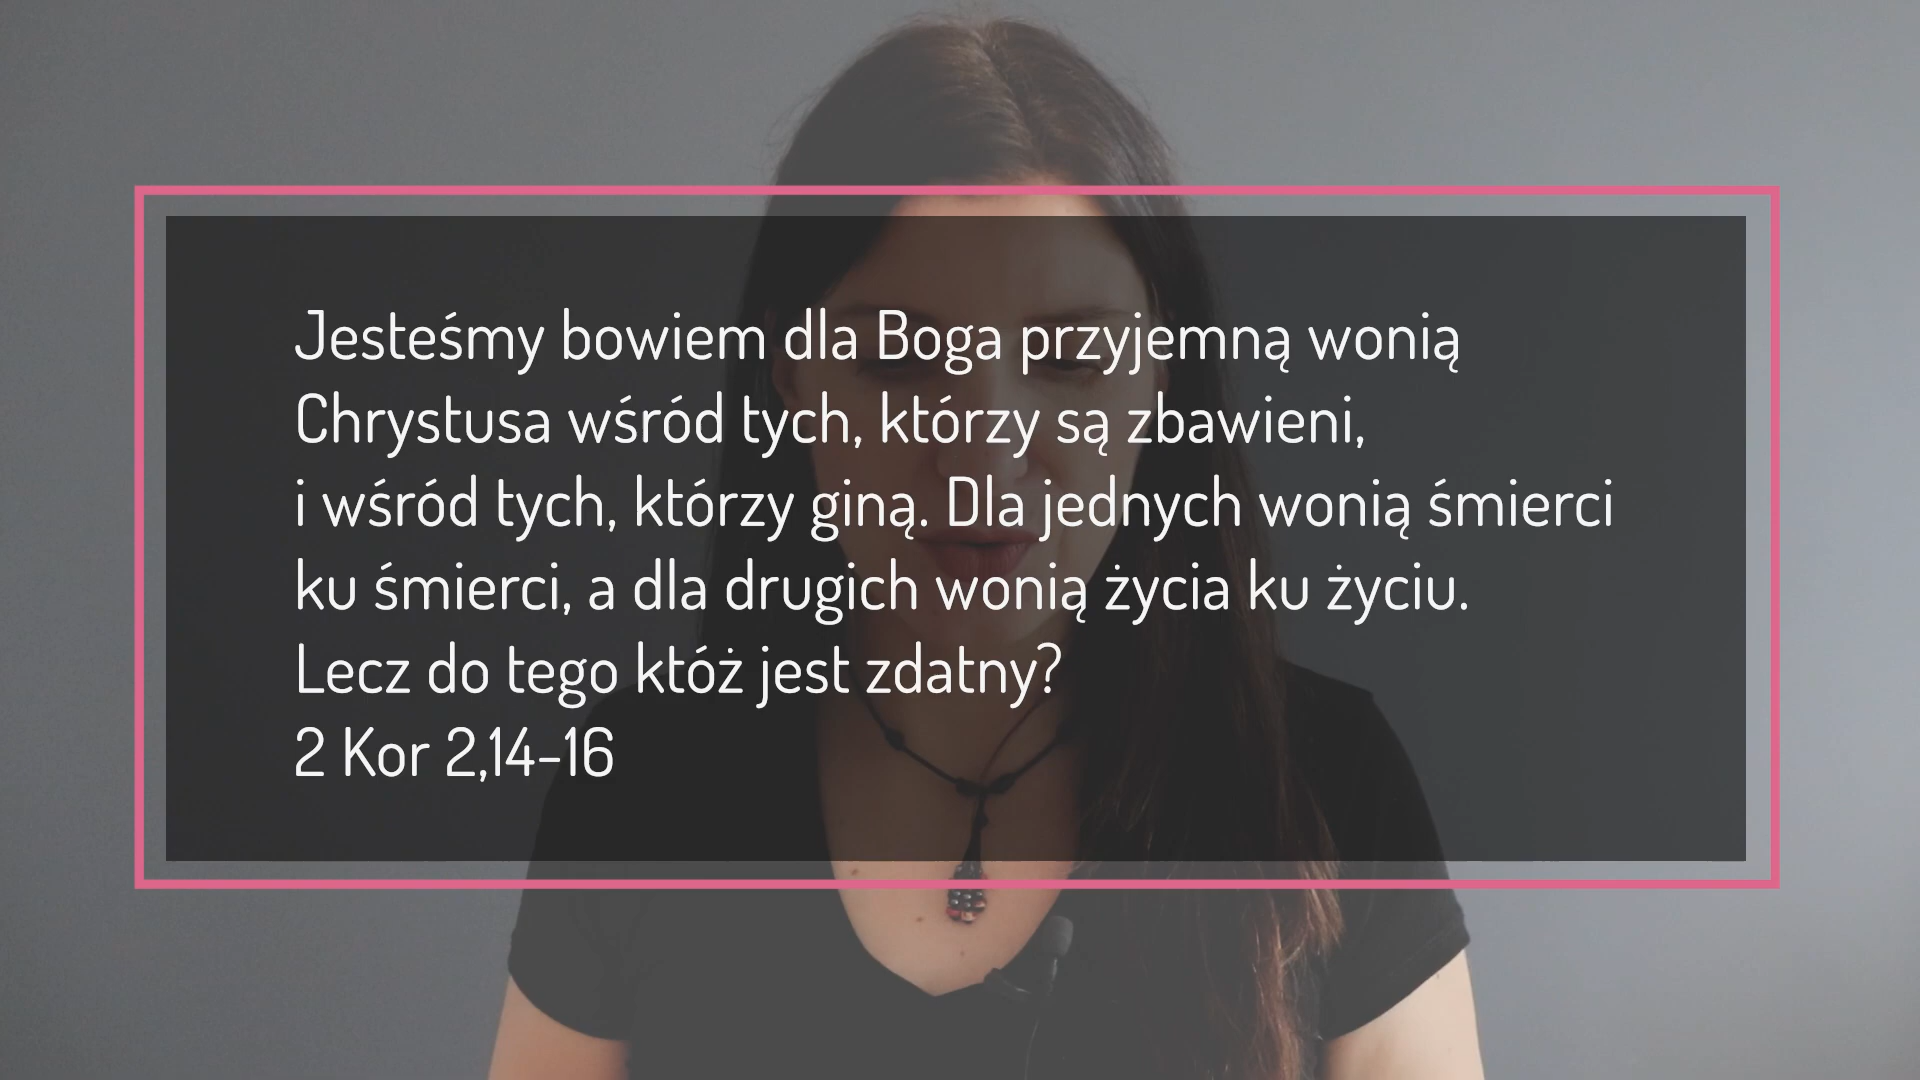 Jesteśmy bowiem dla Boga przyjemną wonią
Chrystusa wśród tych, którzy są zbawieni,
i wśród tych, którzy giną. Dla jednych wonią śmierci
ku śmierci, a dla drugich wonią życia ku życiu.
Lecz do tego któż jest zdatny?
2 Kor 2,14-16